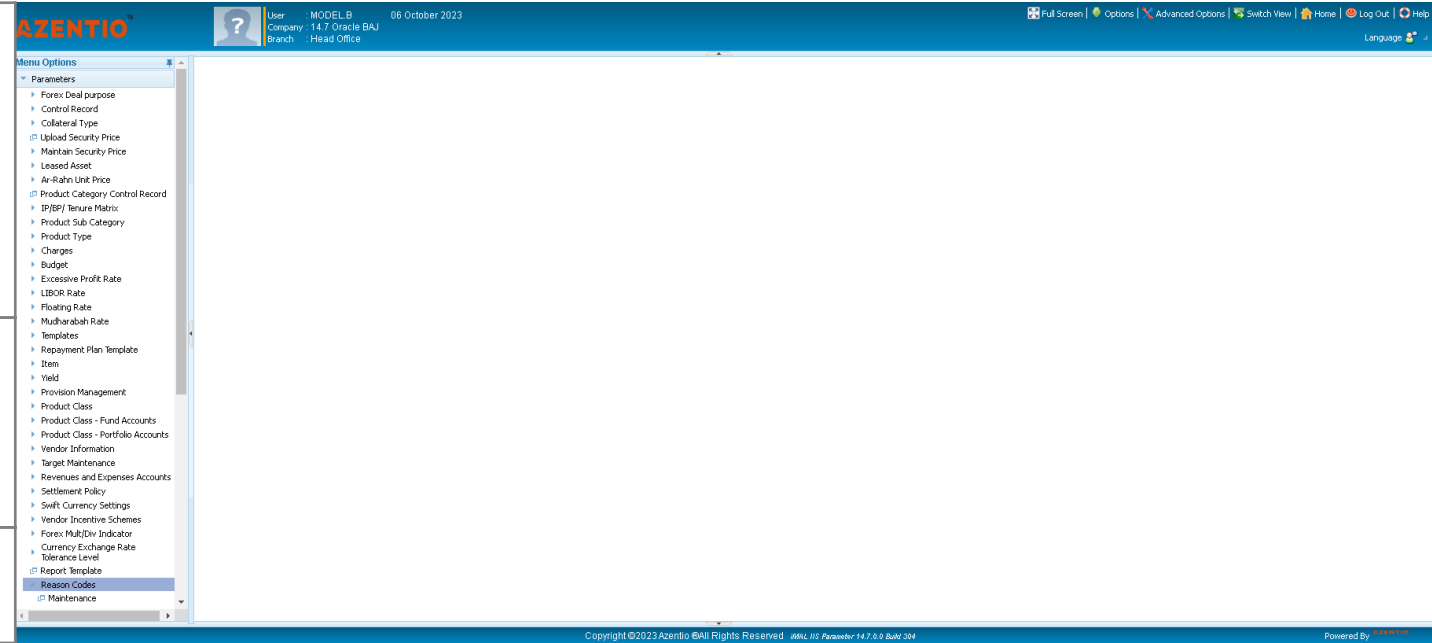 AZENTIO™
User : MODEL.B 06 October 2023
Company : 14.7 Oracle BAJ
Branch : Head Office
Full Screen | Options | Advanced Options | Switch View | Home | Log Out | Help
Language
Menu Options
Parameters
Forex Deal purpose
Control Record
Collateral Type
Upload Security Price
Maintain Security Price
Leased Asset
Ar-Rahn Unit Price
Product Category Control Record
IP/BP/ Tenure Matrix
Product Sub Category
Product Type
Charges
Budget
Excessive Profit Rate
LIBOR Rate
Floating Rate
Mudharabah Rate
Templates
Repayment Plan Template
Item
Yield
Provision Management
Product Class
Product Class - Fund Accounts
Product Class - Portfolio Accounts
Vendor Information
Target Maintenance
Revenues and Expenses Accounts
Settlement Policy
Swift Currency Settings
Vendor Incentive Schemes
Forex Mult/Div Indicator
Currency Exchange Rate
Tolerance Level
Report Template
Reason Codes
Maintenance
Copyright ©2023 Azentio ®All Rights Reserved iMAL IIS Parameter 14.7.0.0 Build 304
Powered By AZENTIO